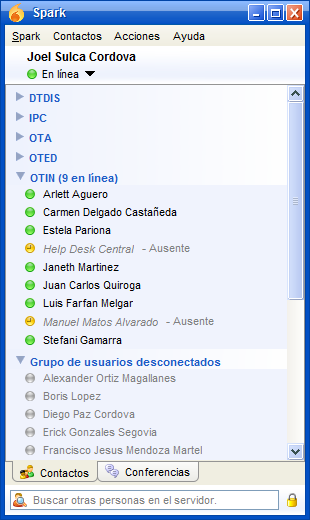 Spark
Spark Contactos Acciones Ayuda
Joel Sulca Cordova
En línea
DTDIS
IPC
OTA
OTED
OTIN (9 en línea)
Arlett Aguero
Carmen Delgado Castañeda
Estela Pariona
Help Desk Central - Ausente
Janeth Martinez
Juan Carlos Quiroga
Luis Farfan Melgar
Manuel Matos Alvarado - Ausente
Stefani Gamarra
Grupo de usuarios desconectados
Alexander Ortiz Magallanes
Boris Lopez
Diego Paz Cordova
Erick Gonzales Segovia
Francisco Jesus Mendoza Martel
Contactos Conferencias
Buscar otras personas en el servidor.